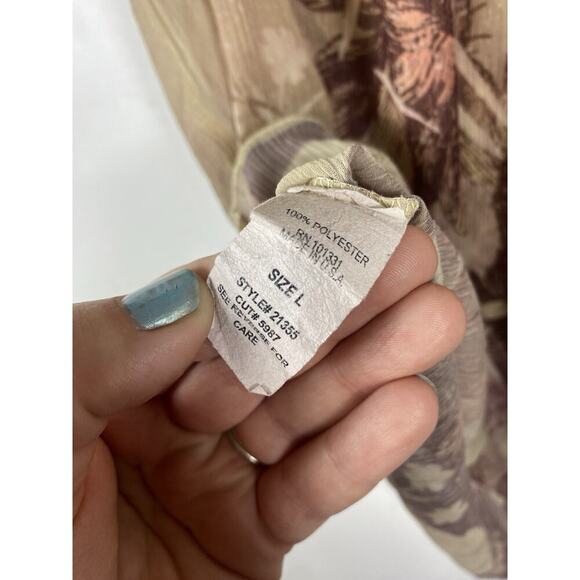 100% POLYESTER
RN 101331
MADE IN U.S.A
SIZE L
STYLE# 21355
CUT# 5987
SEE REVERSE FOR
CARE